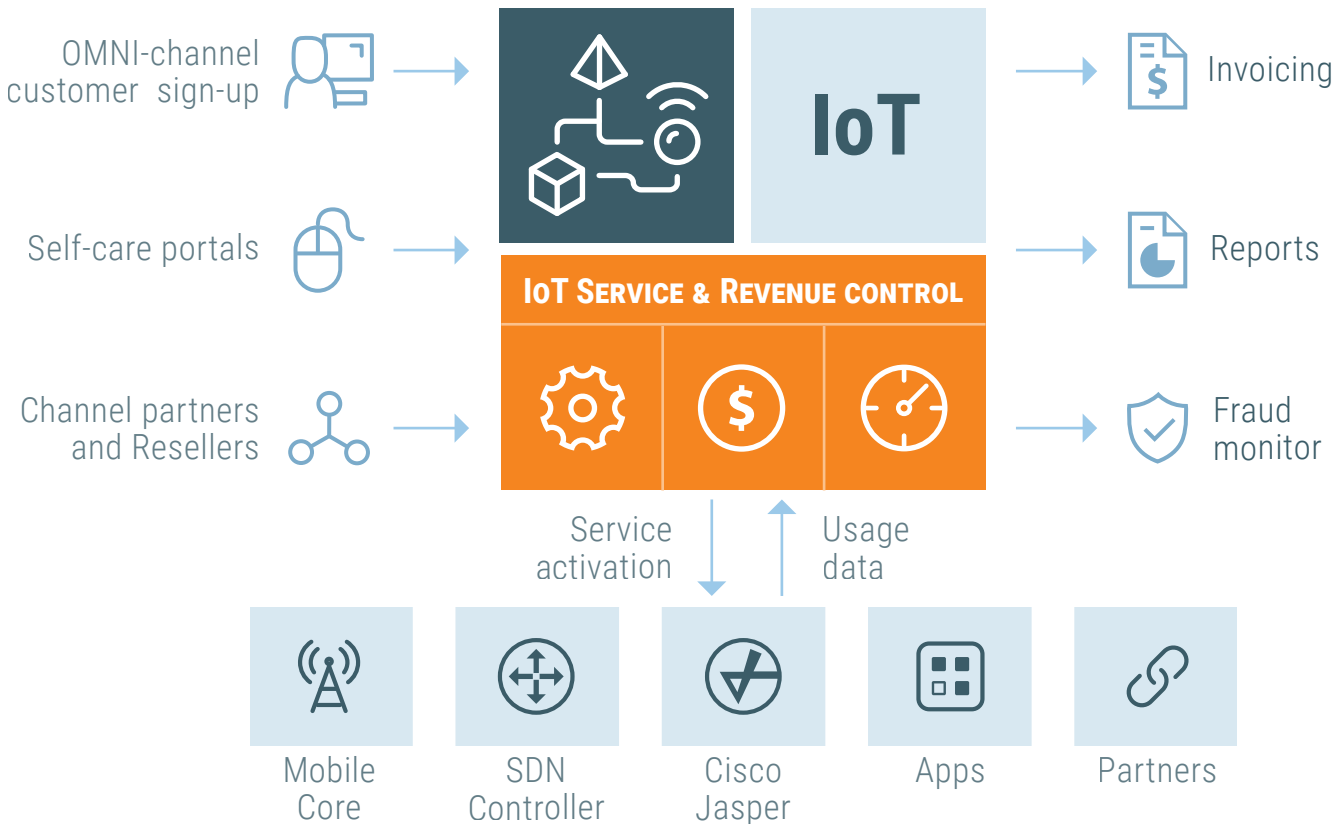 OMNI-channel
customer sign-up
IoT
Invoicing
Self-care portals
Reports
IoT Service & Revenue control
Channel partners
and Resellers
$
Fraud
monitor
Service
activation
Usage
data
Mobile
Core
SDN
Controller
Cisco
Jasper
Apps
Partners